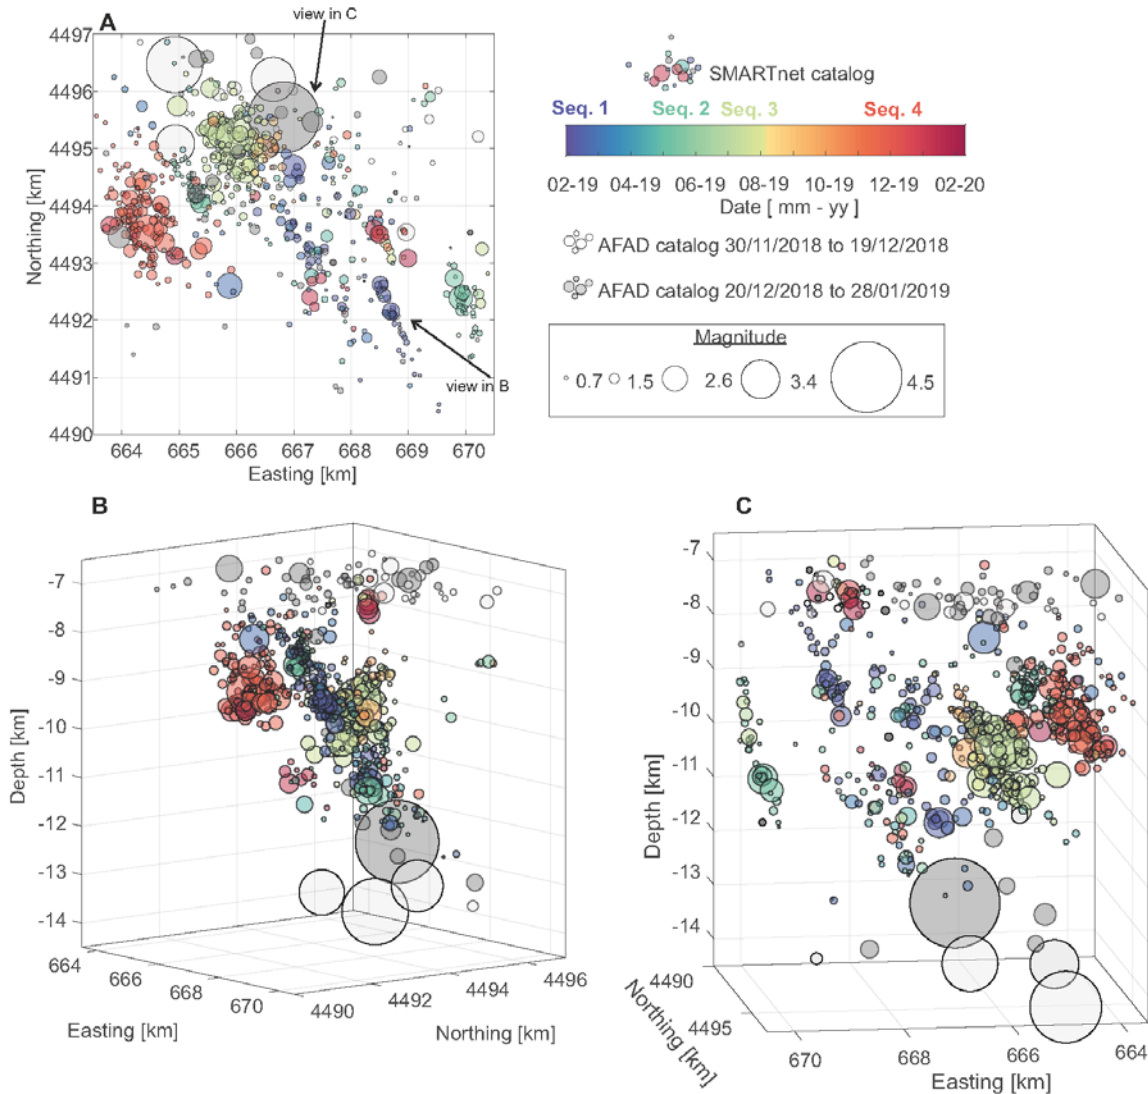 A
view in C
4497
4496
4495
4494
4493
4492
4491
4490
Northing [km]
view in B
664 665 666 667 668 669 670
Easting [km]
SMARTnet catalog
Seq. 1 Seq. 2 Seq. 3 Seq. 4
02-19 04-19 06-19 08-19 10-19 12-19 02-20
Date [ mm - yy ]
AFAD catalog 30/11/2018 to 19/12/2018
AFAD catalog 20/12/2018 to 28/01/2019
Magnitude
0.7 1.5 2.6 3.4 4.5
B
-7
-8
-9
-10
-11
-12
-13
-14
Depth [km]
664 666 668 670
Easting [km]
4490 4492 4494 4496
Northing [km]
C
-7
-8
-9
-10
-11
-12
-13
-14
Depth [km]
4490
4495
Northing [km]
670 668 666 664
Easting [km]